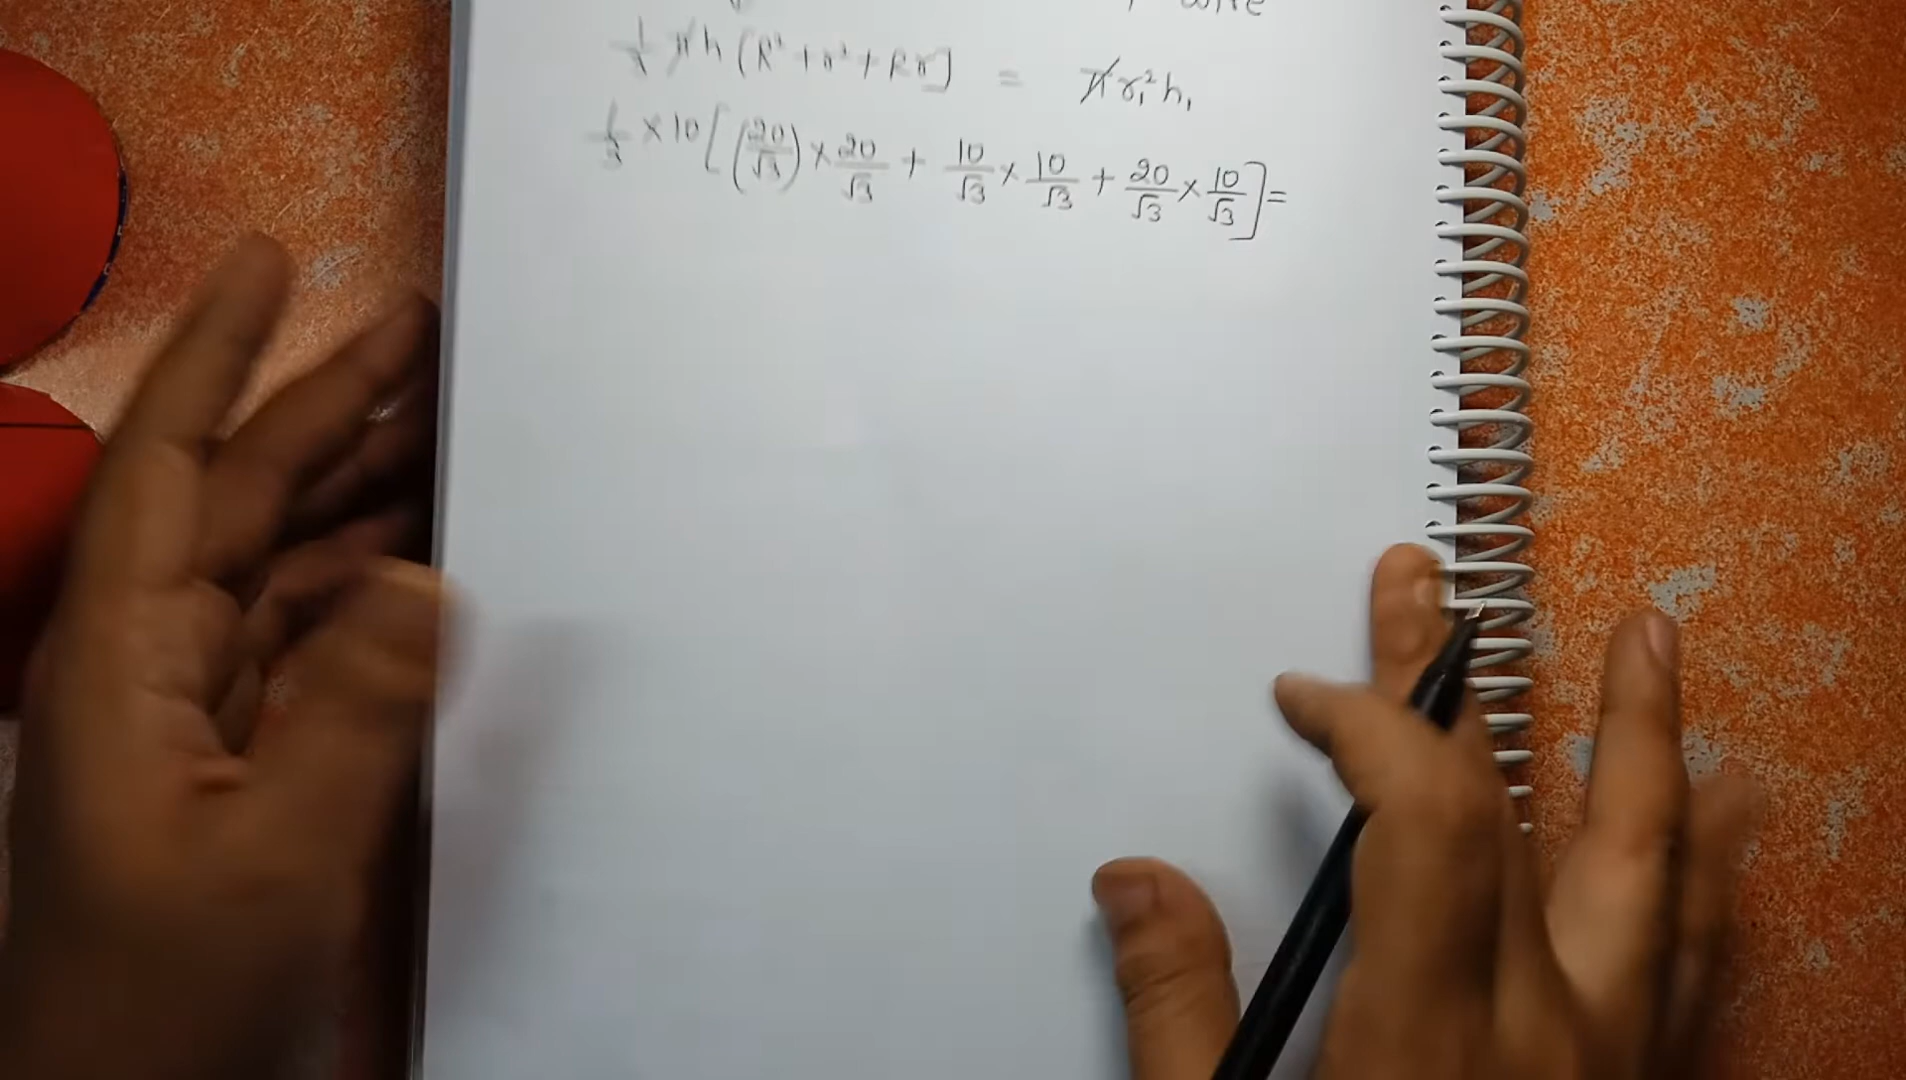 wire
1/3 πh [R² + r² + Rr] = πr₁²h₁
1/3 × 10 [(20/√3) × 20/√3 + 10/√3 × 10/√3 + 20/√3 × 10/√3] =